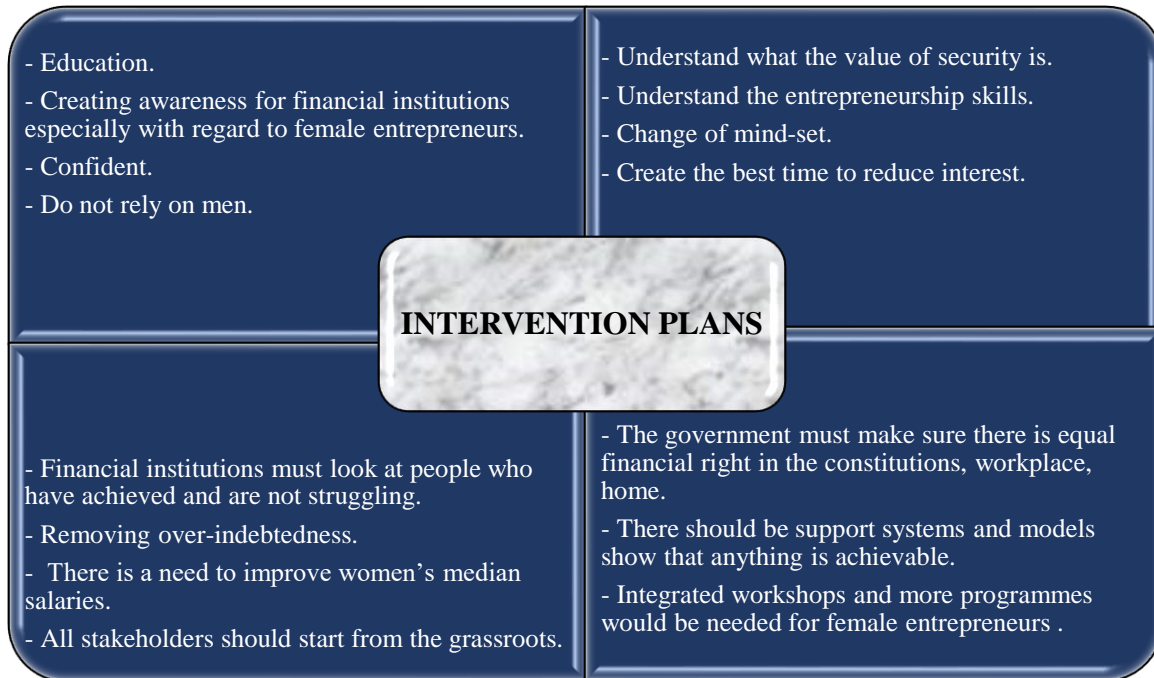 - Education.
- Creating awareness for financial institutions
especially with regard to female entrepreneurs.
- Confident.
- Do not rely on men.
- Understand what the value of security is.
- Understand the entrepreneurship skills.
- Change of mind-set.
- Create the best time to reduce interest.
INTERVENTION PLANS
- Financial institutions must look at people who
have achieved and are not struggling.
- Removing over-indebtedness.
- There is a need to improve women’s median
salaries.
- All stakeholders should start from the grassroots.
- The government must make sure there is equal
financial right in the constitutions, workplace,
home.
- There should be support systems and models
show that anything is achievable.
- Integrated workshops and more programmes
would be needed for female entrepreneurs .